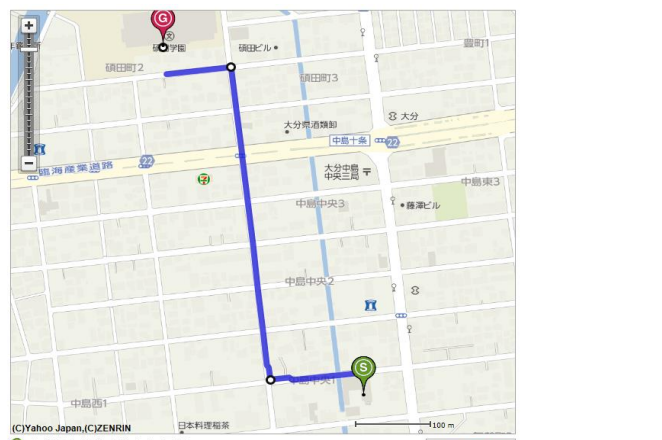 G
碩田学園
碩田ビル
豊町1
碩田町2
碩田町3
大分県酒類卸
大分
中島十条
22
22
臨海産業道路
大分中島
中央三局
中島東3
中島中央3
藤澤ビル
中島中央2
S
中島中央1
中島西1
日本料理稲茶
100 m
(C)Yahoo Japan,(C)ZENRIN